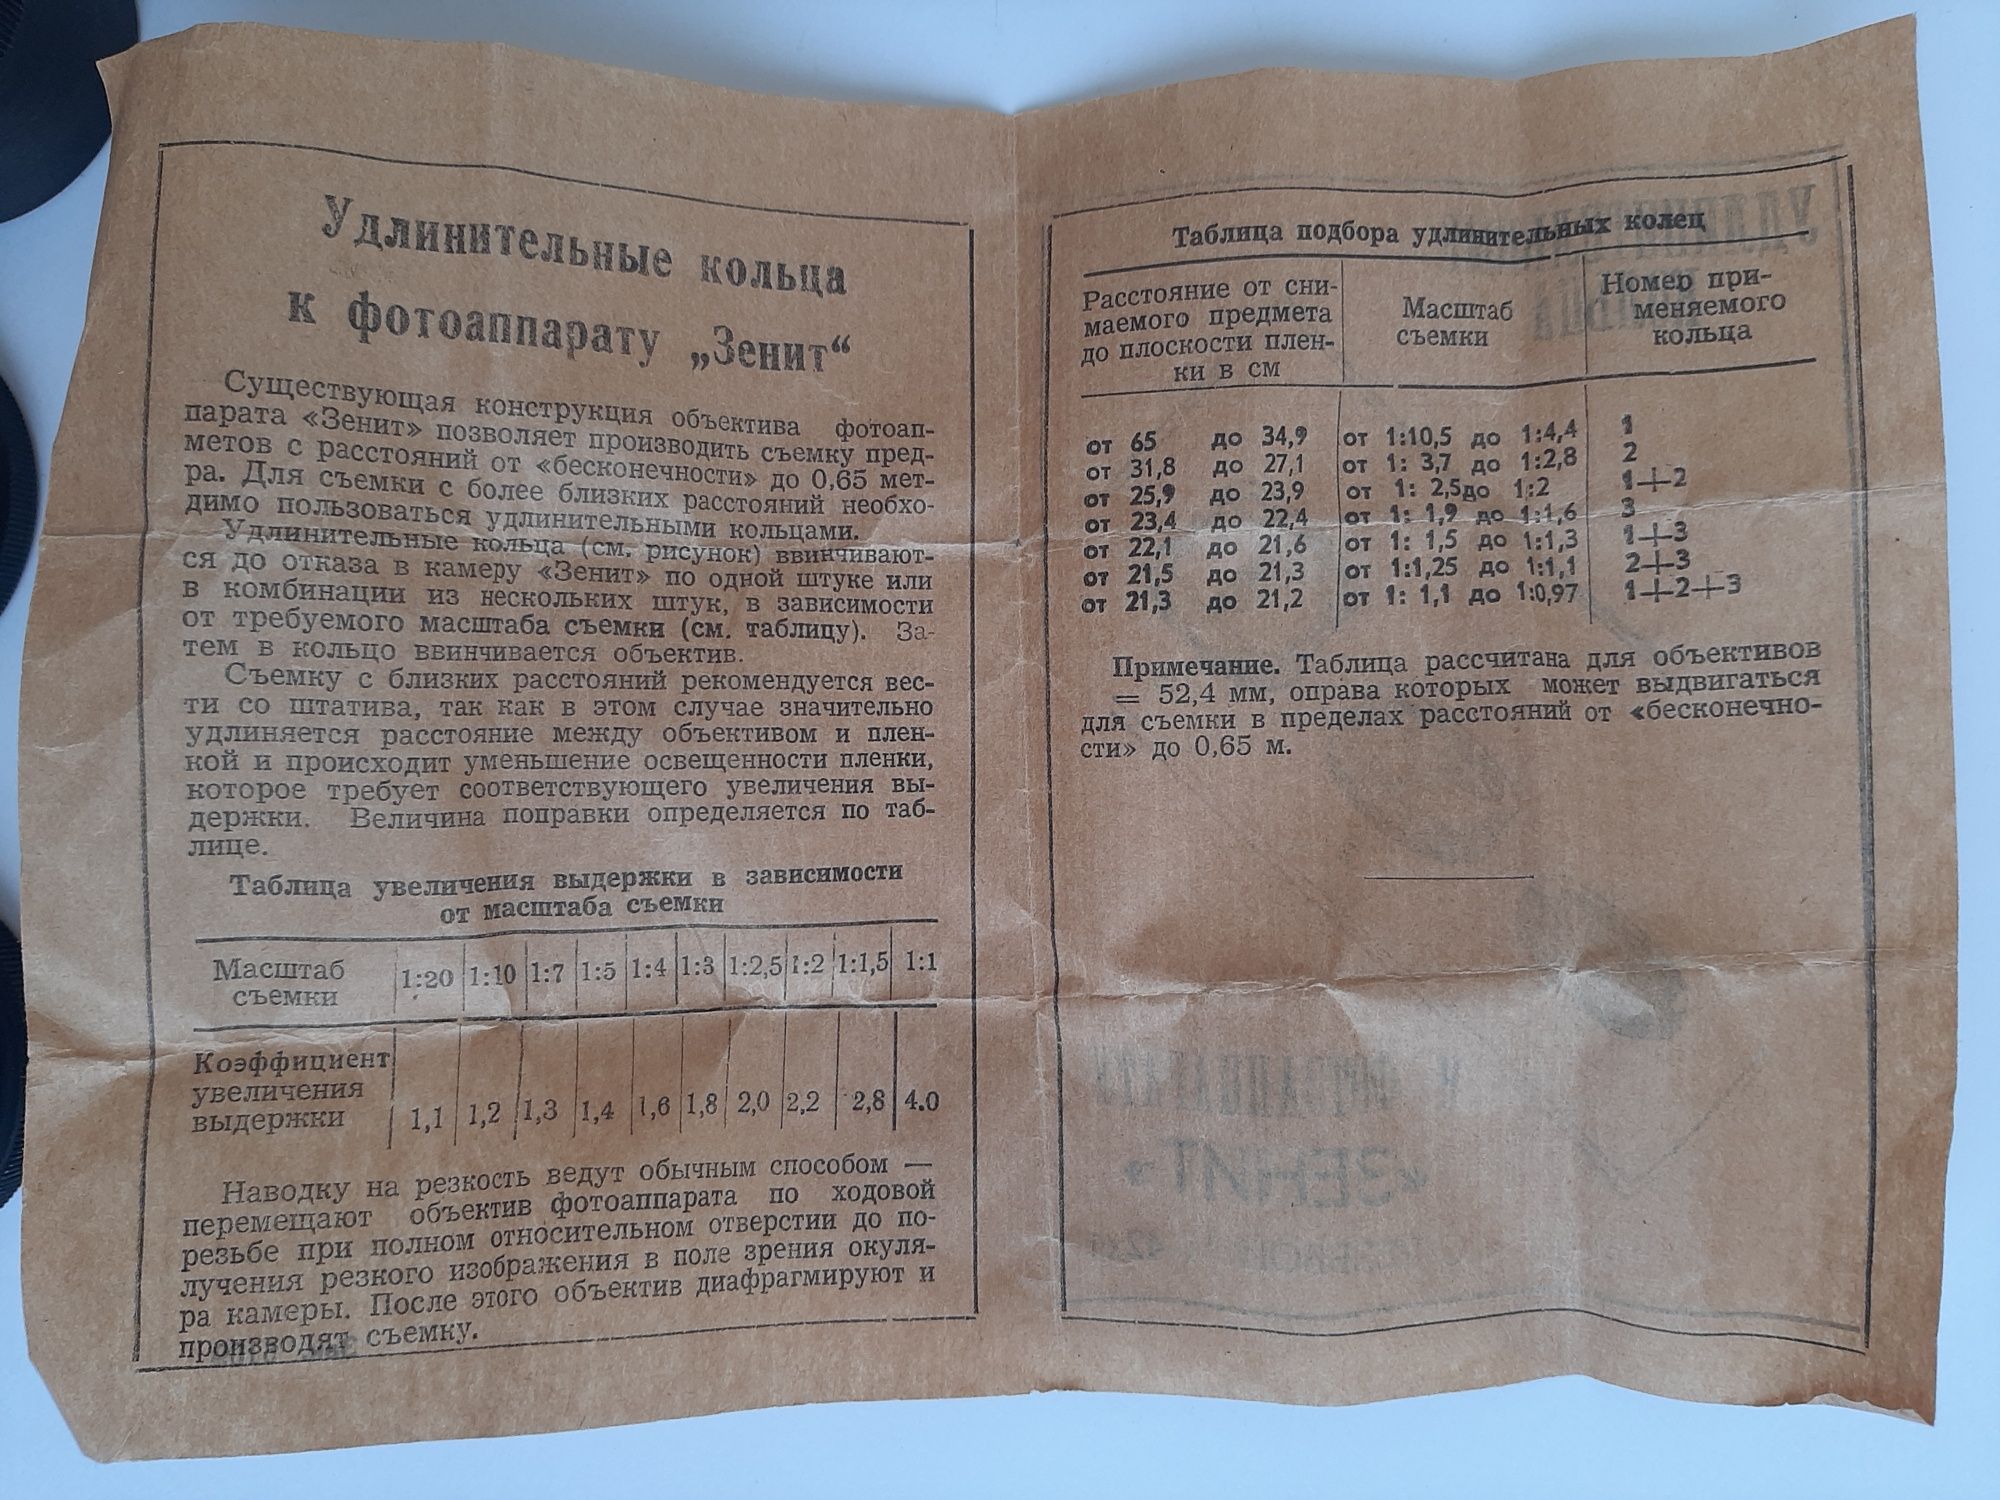 Удлинительные кольца
к фотоаппарату „Зенит“
Существующая конструкция объектива фотоап-
парата «Зенит» позволяет производить съемку пред-
метов с расстояний от «бесконечности» до 0,65 мет-
ра. Для съемки с более близких расстояний необхо-
димо пользоваться удлинительными кольцами.
Удлинительные кольца (см. рисунок) ввинчивают-
ся до отказа в камеру «Зенит» по одной штуке или
в комбинации из нескольких штук, в зависимости
от требуемого масштаба съемки (см. таблицу). За-
тем в кольцо ввинчивается объектив.
Съемку с близких расстояний рекомендуется вес-
ти со штатива, так как в этом случае значительно
удлиняется расстояние между объективом и плен-
кой и происходит уменьшение освещенности пленки,
которое требует соответствующего увеличения вы-
держки. Величина поправки определяется по таб-
лице.
Таблица увеличения выдержки в зависимости
от масштаба съемки
Масштаб
съемки
1:20 1:10 1:7 1:5 1:4 1:3 1:2,5 1:2 1:1,5 1:1
Коэффициент
увеличения
выдержки
1,1 1,2 1,3 1,4 1,6 1,8 2,0 2,2 2,8 4.0
Наводку на резкость ведут обычным способом —
перемещают объектив фотоаппарата по ходовой
резьбе при полном относительном отверстии до по-
лучения резкого изображения в поле зрения окуля-
ра камеры. После этого объектив диафрагмируют и
производят съемку.
Таблица подбора удлинительных колец
Расстояние от сни-
маемого предмета
до плоскости плен-
ки в см
Масштаб
съемки
Номер при-
меняемого
кольца
от 65 до 34,9 от 1:10,5 до 1:4,4 1
от 31,8 до 27,1 от 1: 3,7 до 1:2,8 2
от 25,9 до 23,9 от 1: 2,5до 1:2 1+2
от 23,4 до 22,4 от 1: 1,9 до 1:1,6 3
от 22,1 до 21,6 от 1: 1,5 до 1:1,3 1+3
от 21,5 до 21,3 от 1:1,25 до 1:1,1 2+3
от 21,3 до 21,2 от 1: 1,1 до 1:0,97 1+2+3
Примечание. Таблица рассчитана для объективов
= 52,4 мм, оправа которых может выдвигаться
для съемки в пределах расстояний от «бесконечно-
сти» до 0,65 м.